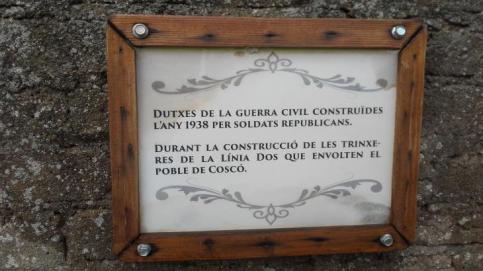 Dutxes de la guerra civil construïdes
l'any 1938 per soldats republicans.
Durant la construcció de les trinxe-
res de la Línia Dos que envolten el
poble de Coscó.